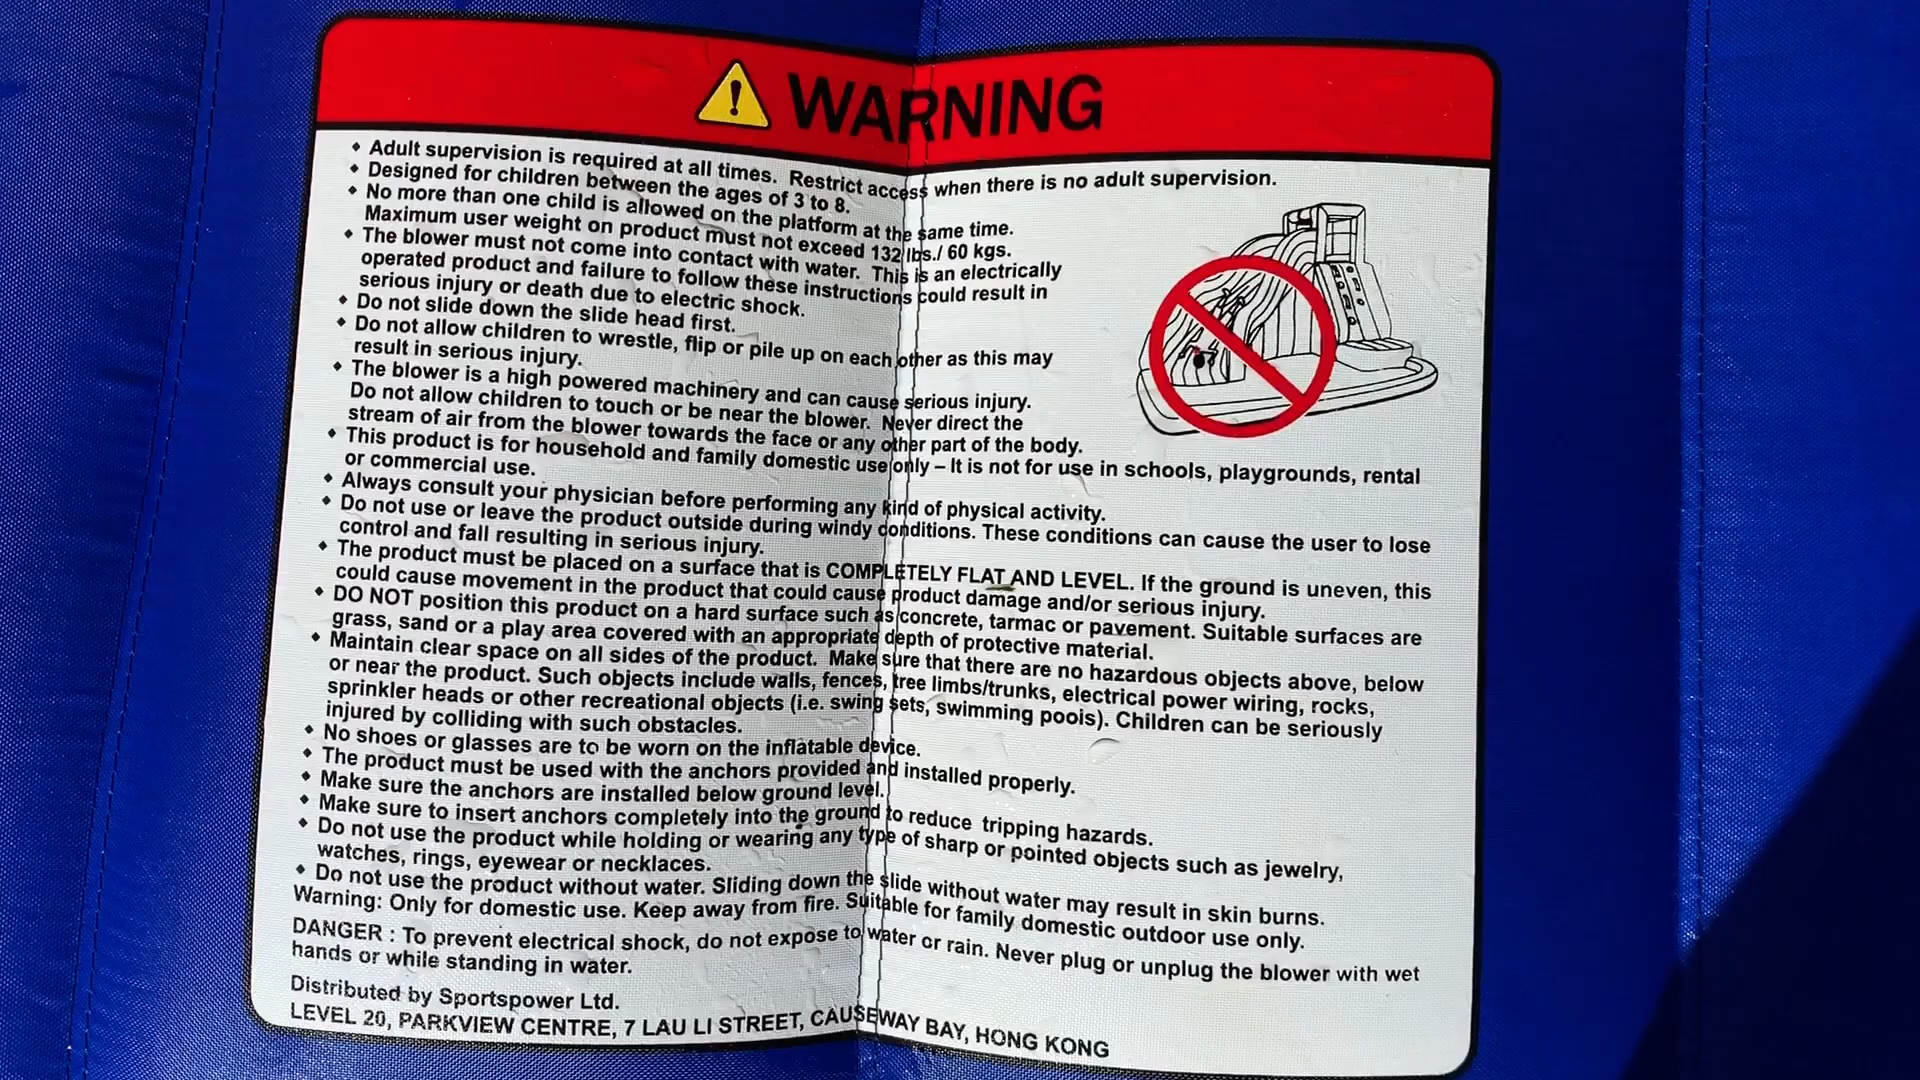 WARNING
• Adult supervision is required at all times. Restrict access when there is no adult supervision.
• Designed for children between the ages of 3 to 8.
• No more than one child is allowed on the platform at the same time.
Maximum user weight on product must not exceed 132 lbs./ 60 kgs.
• The blower must not come into contact with water. This is an electrically
operated product and failure to follow these instructions could result in
serious injury or death due to electric shock.
• Do not slide down the slide head first.
• Do not allow children to wrestle, flip or pile up on each other as this may
result in serious injury.
• The blower is a high powered machinery and can cause serious injury.
Do not allow children to touch or be near the blower. Never direct the
stream of air from the blower towards the face or any other part of the body.
• This product is for household and family domestic use only – It is not for use in schools, playgrounds, rental
or commercial use.
• Always consult your physician before performing any kind of physical activity.
• Do not use or leave the product outside during windy conditions. These conditions can cause the user to lose
control and fall resulting in serious injury.
• The product must be placed on a surface that is COMPLETELY FLAT AND LEVEL. If the ground is uneven, this
could cause movement in the product that could cause product damage and/or serious injury.
• DO NOT position this product on a hard surface such as concrete, tarmac or pavement. Suitable surfaces are
grass, sand or a play area covered with an appropriate depth of protective material.
• Maintain clear space on all sides of the product. Make sure that there are no hazardous objects above, below
or near the product. Such objects include walls, fences, tree limbs/trunks, electrical power wiring, rocks,
sprinkler heads or other recreational objects (i.e. swing sets, swimming pools). Children can be seriously
injured by colliding with such obstacles.
• No shoes or glasses are to be worn on the inflatable device.
• The product must be used with the anchors provided and installed properly.
• Make sure the anchors are installed below ground level.
• Make sure to insert anchors completely into the ground to reduce tripping hazards.
• Do not use the product while holding or wearing any type of sharp or pointed objects such as jewelry,
watches, rings, eyewear or necklaces.
• Do not use the product without water. Sliding down the slide without water may result in skin burns.
Warning: Only for domestic use. Keep away from fire. Suitable for family domestic outdoor use only.
DANGER : To prevent electrical shock, do not expose to water or rain. Never plug or unplug the blower with wet
hands or while standing in water.
Distributed by Sportspower Ltd.
LEVEL 20, PARKVIEW CENTRE, 7 LAU LI STREET, CAUSEWAY BAY, HONG KONG